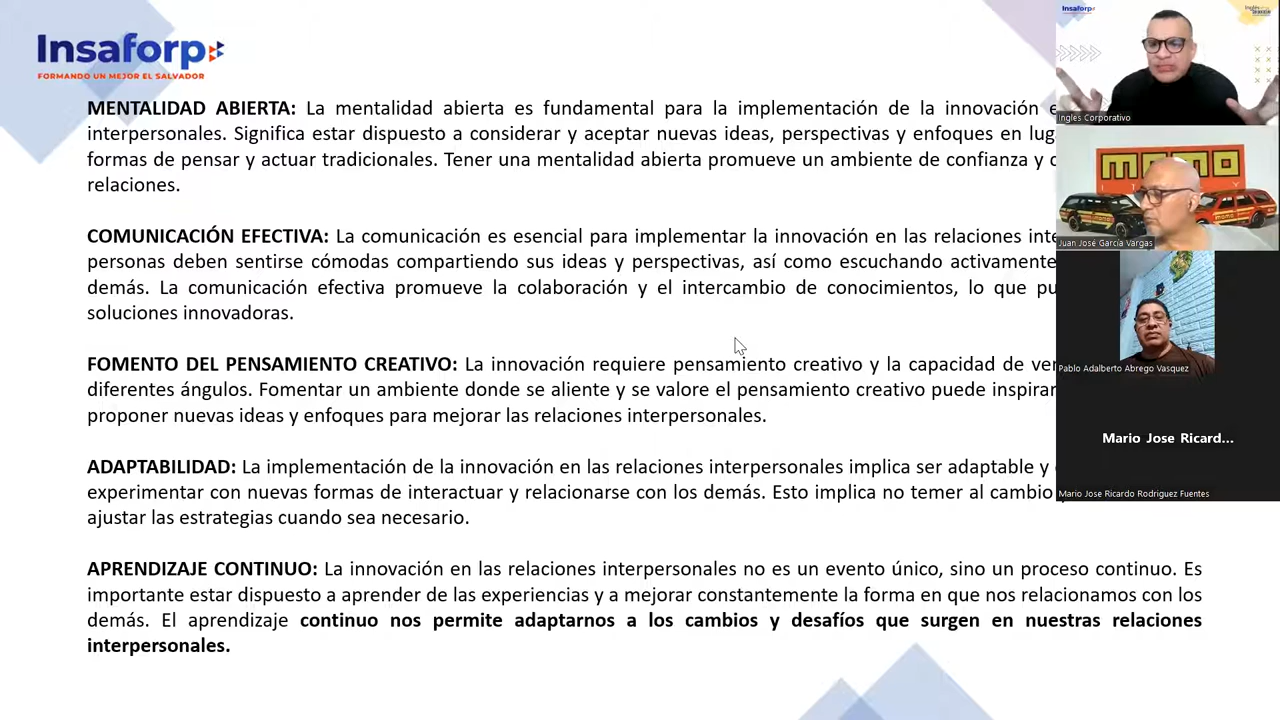 Insaforp
FORMANDO UN MEJOR EL SALVADOR
MENTALIDAD ABIERTA: La mentalidad abierta es fundamental para la implementación de la innovación
interpersonales. Significa estar dispuesto a considerar y aceptar nuevas ideas, perspectivas y enfoques en
formas de pensar y actuar tradicionales. Tener una mentalidad abierta promueve un ambiente de confianza y
relaciones.
COMUNICACIÓN EFECTIVA: La comunicación es esencial para implementar la innovación en las relaciones
personas deben sentirse cómodas compartiendo sus ideas y perspectivas, así como escuchando activamente
demás. La comunicación efectiva promueve la colaboración y el intercambio de conocimientos, lo que
soluciones innovadoras.
FOMENTO DEL PENSAMIENTO CREATIVO: La innovación requiere pensamiento creativo y la capacidad de
diferentes ángulos. Fomentar un ambiente donde se aliente y se valore el pensamiento creativo puede inspirar
proponer nuevas ideas y enfoques para mejorar las relaciones interpersonales.
ADAPTABILIDAD: La implementación de la innovación en las relaciones interpersonales implica ser adaptable y
experimentar con nuevas formas de interactuar y relacionarse con los demás. Esto implica no temer al cambio
ajustar las estrategias cuando sea necesario.
APRENDIZAJE CONTINUO: La innovación en las relaciones interpersonales no es un evento único, sino un proceso continuo. Es
importante estar dispuesto a aprender de las experiencias y a mejorar constantemente la forma en que nos relacionamos con los
demás. El aprendizaje continuo nos permite adaptarnos a los cambios y desafíos que surgen en nuestras relaciones
interpersonales.
Insaforp
Ingles Corporativo
momo
Juan José García Vargas
Pablo Adalberto Abrego Vasquez
Mario Jose Ricard...
Mario Jose Ricardo Rodriguez Fuentes